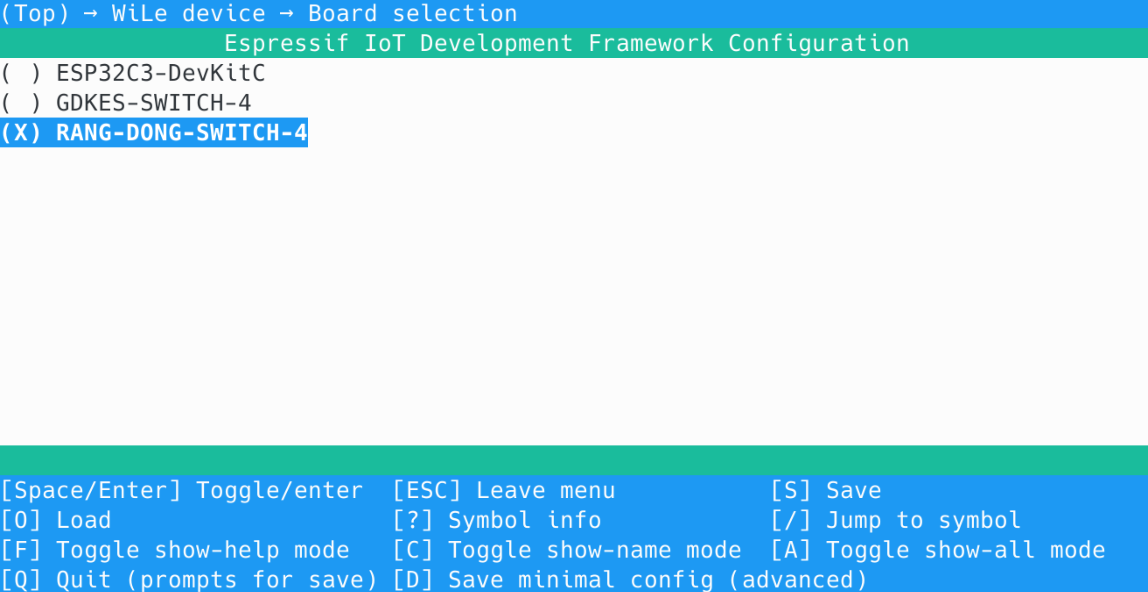 (Top) → WiLe device → Board selection
Espressif IoT Development Framework Configuration
( ) ESP32C3-DevKitC
( ) GDKES-SWITCH-4
(X) RANG-DONG-SWITCH-4
[Space/Enter] Toggle/enter [ESC] Leave menu [S] Save
[O] Load [?] Symbol info [/] Jump to symbol
[F] Toggle show-help mode [C] Toggle show-name mode [A] Toggle show-all mode
[Q] Quit (prompts for save) [D] Save minimal config (advanced)